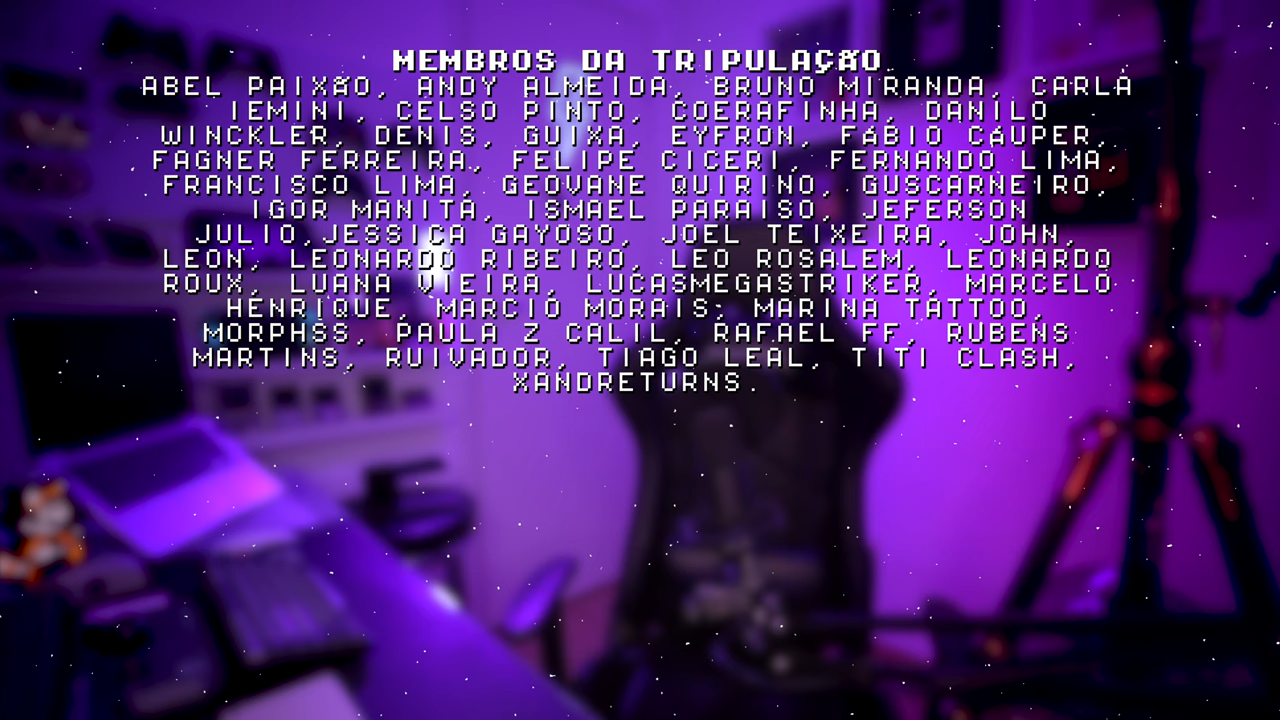 MEMBROS DA TRIPULAÇÃO
ABEL PAIXÃO, ANDY ALMEIDA, BRUNO MIRANDA, CARLA
IEMINI, CELSO PINTO, COERAFINHA, DANILO
WINCKLER, DENIS, GUIXA, EYFRON, FÁBIO CÁUPER,
FAGNER FERREIRA, FELIPE CICERI, FERNANDO LIMA,
FRANCISCO LIMA, GEOVANE QUIRINO, GUSCARNEIRO,
IGOR MANITA, ISMAEL PARAISO, JEFERSON
JULIO,JESSICA GAYOSO, JOEL TEIXEIRA, JOHN,
LEON, LEONARDO RIBEIRO, LEO ROSALEM, LEONARDO
ROUX, LUANA VIEIRA, LUCASMEGASTRIKER, MARCELO
HENRIQUE, MARCIO MORAIS; MARINA TATTOO,
MORPHSS, PAULA Z CALIL, RAFAEL FF, RUBENS
MARTINS, RUIVADOR, TIAGO LEAL, TITI CLASH,
XANDRETURNS.